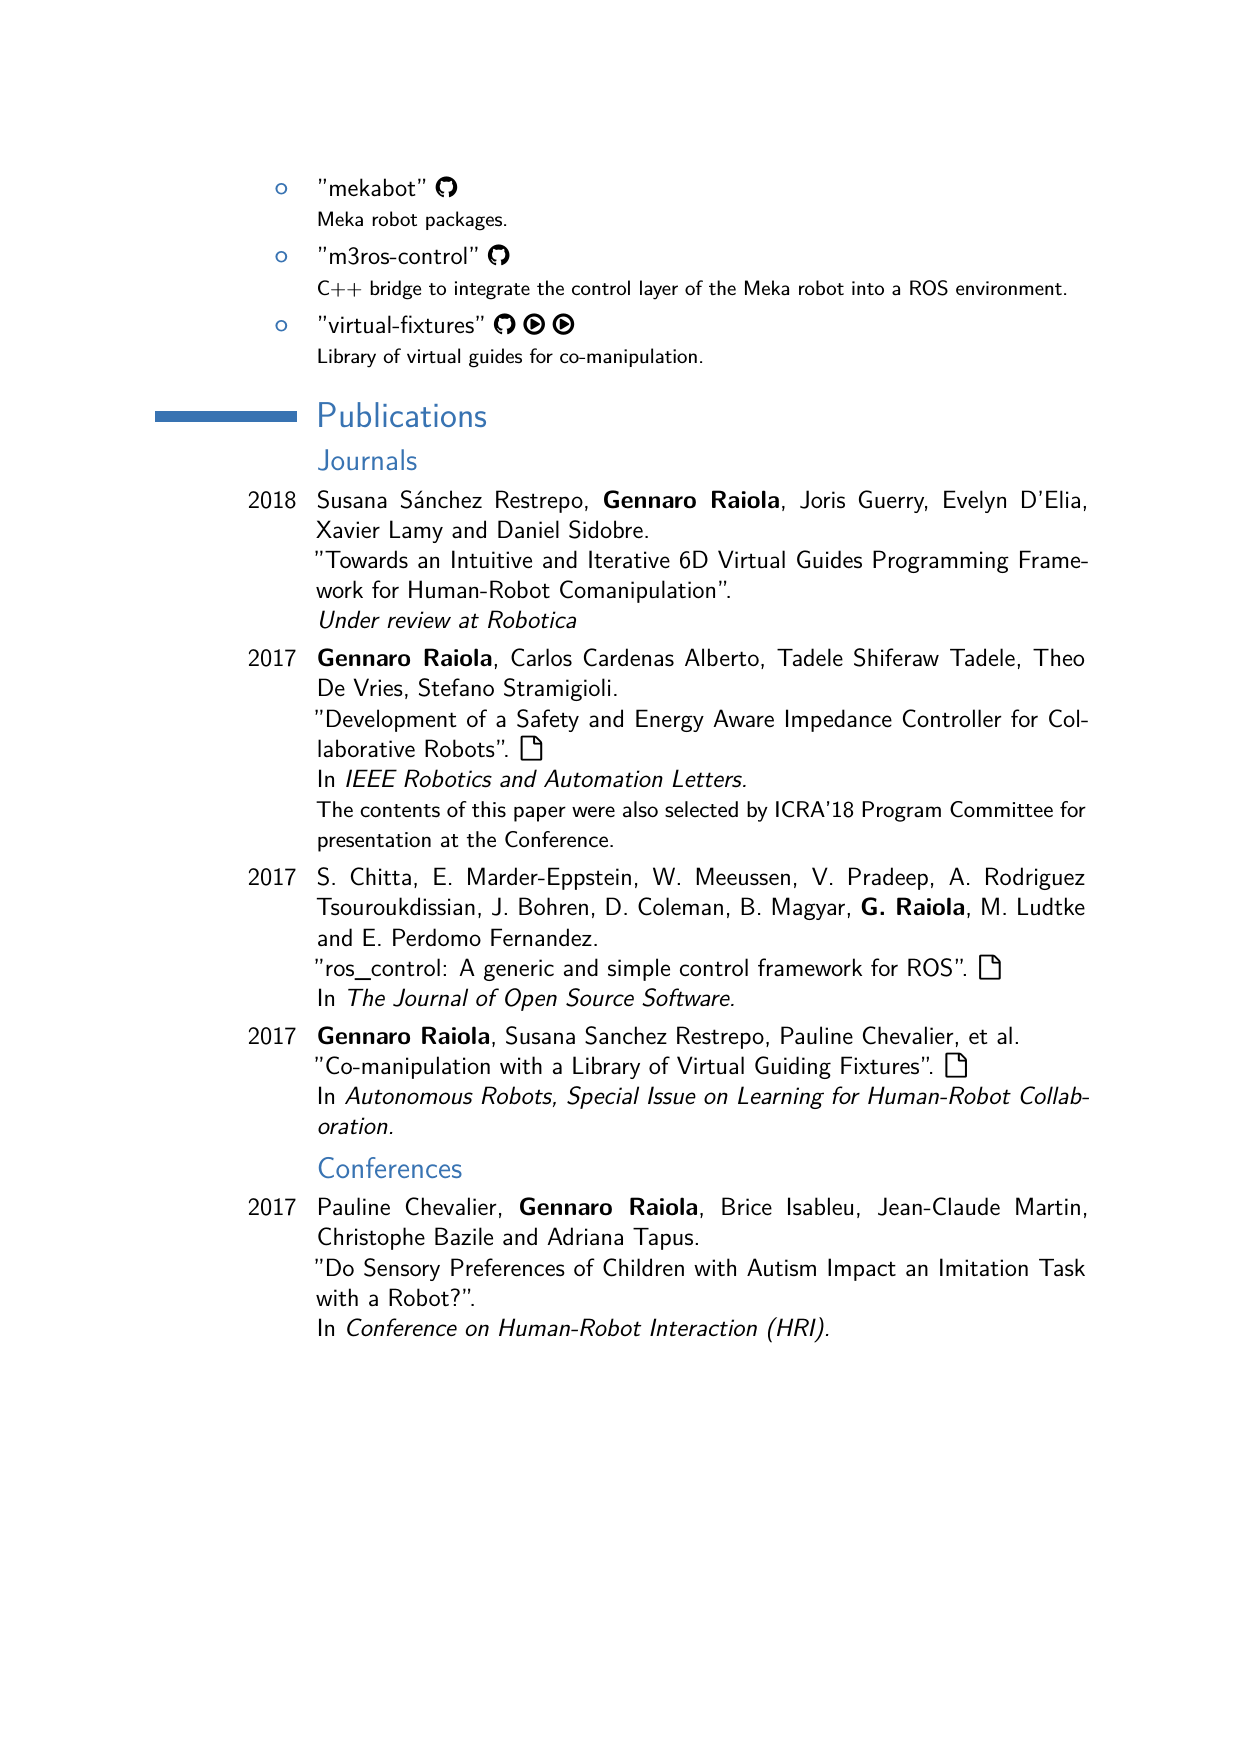 ”mekabot”
Meka robot packages.
”m3ros-control”
C++ bridge to integrate the control layer of the Meka robot into a ROS environment.
”virtual-fixtures”
Library of virtual guides for co-manipulation.
Publications
Journals
2018 Susana Sánchez Restrepo, Gennaro Raiola, Joris Guerry, Evelyn D’Elia,
Xavier Lamy and Daniel Sidobre.
”Towards an Intuitive and Iterative 6D Virtual Guides Programming Frame-
work for Human-Robot Comanipulation”.
Under review at Robotica
2017 Gennaro Raiola, Carlos Cardenas Alberto, Tadele Shiferaw Tadele, Theo
De Vries, Stefano Stramigioli.
”Development of a Safety and Energy Aware Impedance Controller for Col-
laborative Robots”.
In IEEE Robotics and Automation Letters.
The contents of this paper were also selected by ICRA’18 Program Committee for
presentation at the Conference.
2017 S. Chitta, E. Marder-Eppstein, W. Meeussen, V. Pradeep, A. Rodriguez
Tsouroukdissian, J. Bohren, D. Coleman, B. Magyar, G. Raiola, M. Ludtke
and E. Perdomo Fernandez.
”ros_control: A generic and simple control framework for ROS”.
In The Journal of Open Source Software.
2017 Gennaro Raiola, Susana Sanchez Restrepo, Pauline Chevalier, et al.
”Co-manipulation with a Library of Virtual Guiding Fixtures”.
In Autonomous Robots, Special Issue on Learning for Human-Robot Collab-
oration.
Conferences
2017 Pauline Chevalier, Gennaro Raiola, Brice Isableu, Jean-Claude Martin,
Christophe Bazile and Adriana Tapus.
”Do Sensory Preferences of Children with Autism Impact an Imitation Task
with a Robot?”.
In Conference on Human-Robot Interaction (HRI).